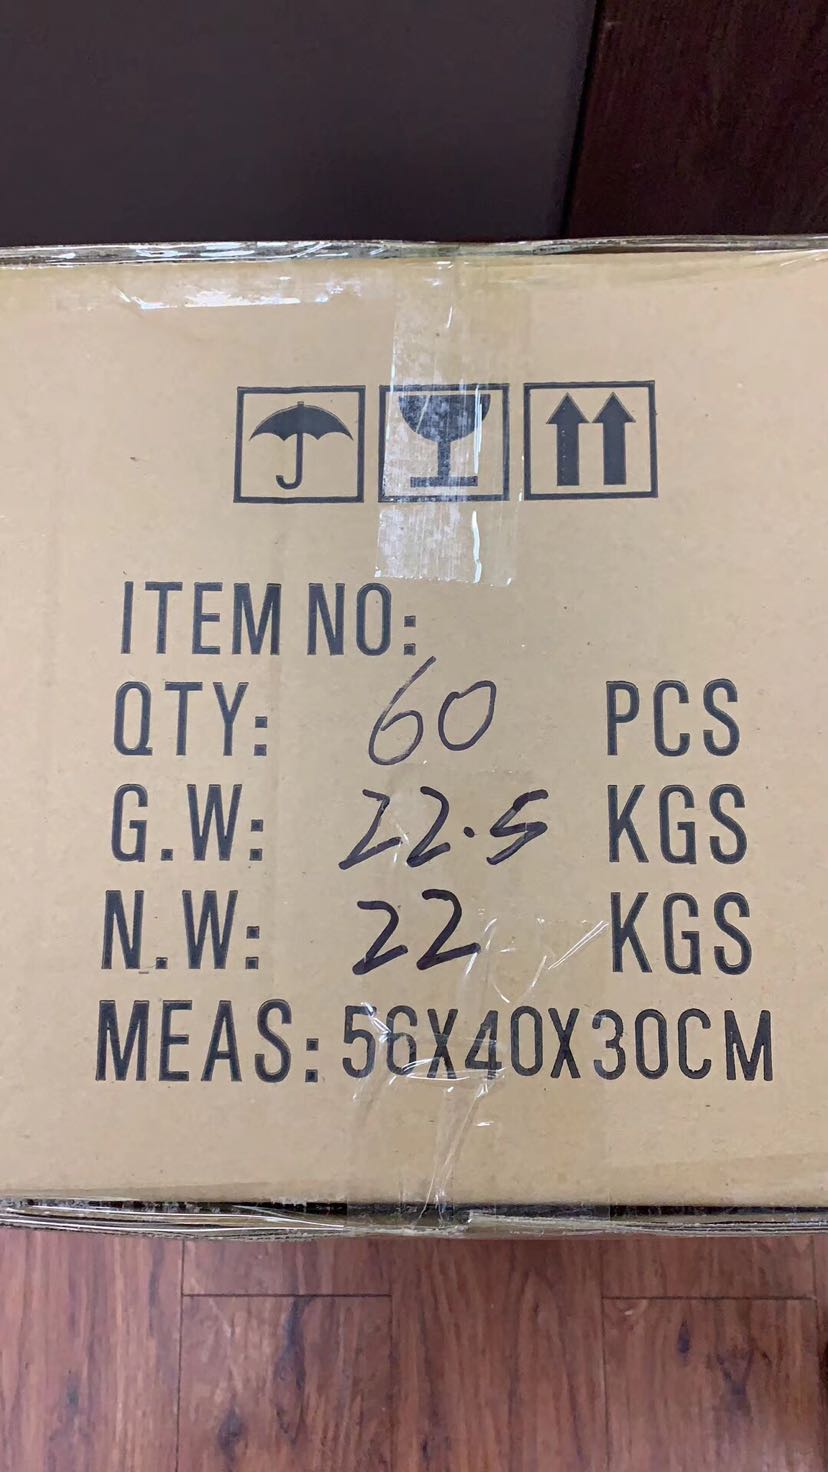 ITEM NO:
QTY: 60 PCS
G.W: 22.5 KGS
N.W: 22 KGS
MEAS: 56X40X30CM